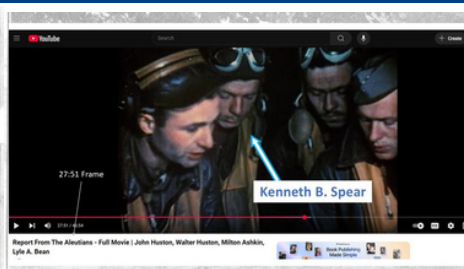 YouTube
Search
Create
27:51 Frame
Kenneth B. Spear
Report From The Aleutians - Full Movie | John Huston, Walter Huston, Milton Ashkin,
Lyle A. Bean
Book Publishing
Made Simple